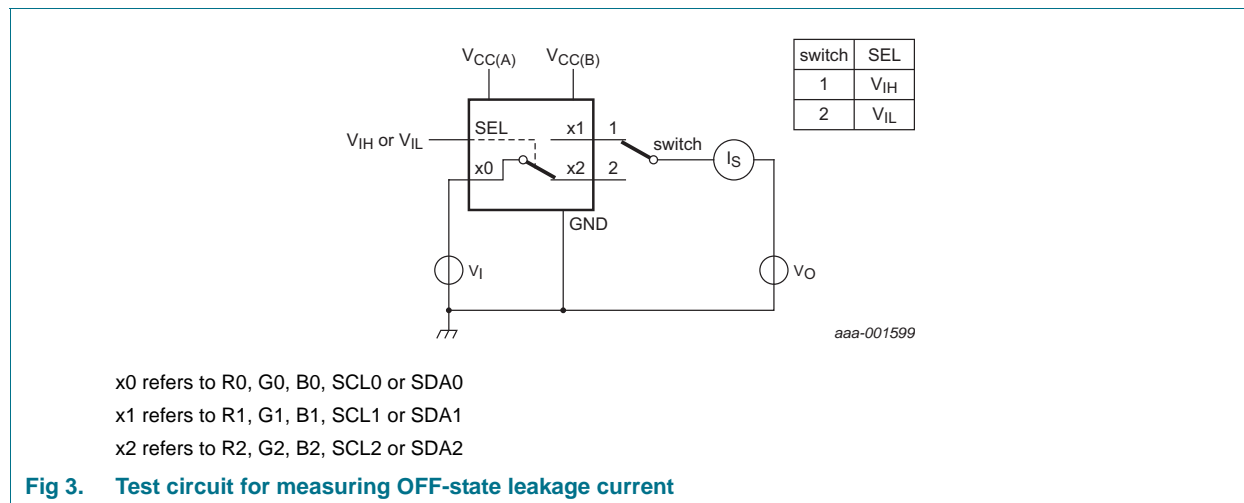 VCC(A) VCC(B)
switch SEL
1 VIH
2 VIL
VIH or VIL
SEL x1 1 switch
IS
x0 x2 2
GND
VI VO
aaa-001599
x0 refers to R0, G0, B0, SCL0 or SDA0
x1 refers to R1, G1, B1, SCL1 or SDA1
x2 refers to R2, G2, B2, SCL2 or SDA2
Fig 3. Test circuit for measuring OFF-state leakage current